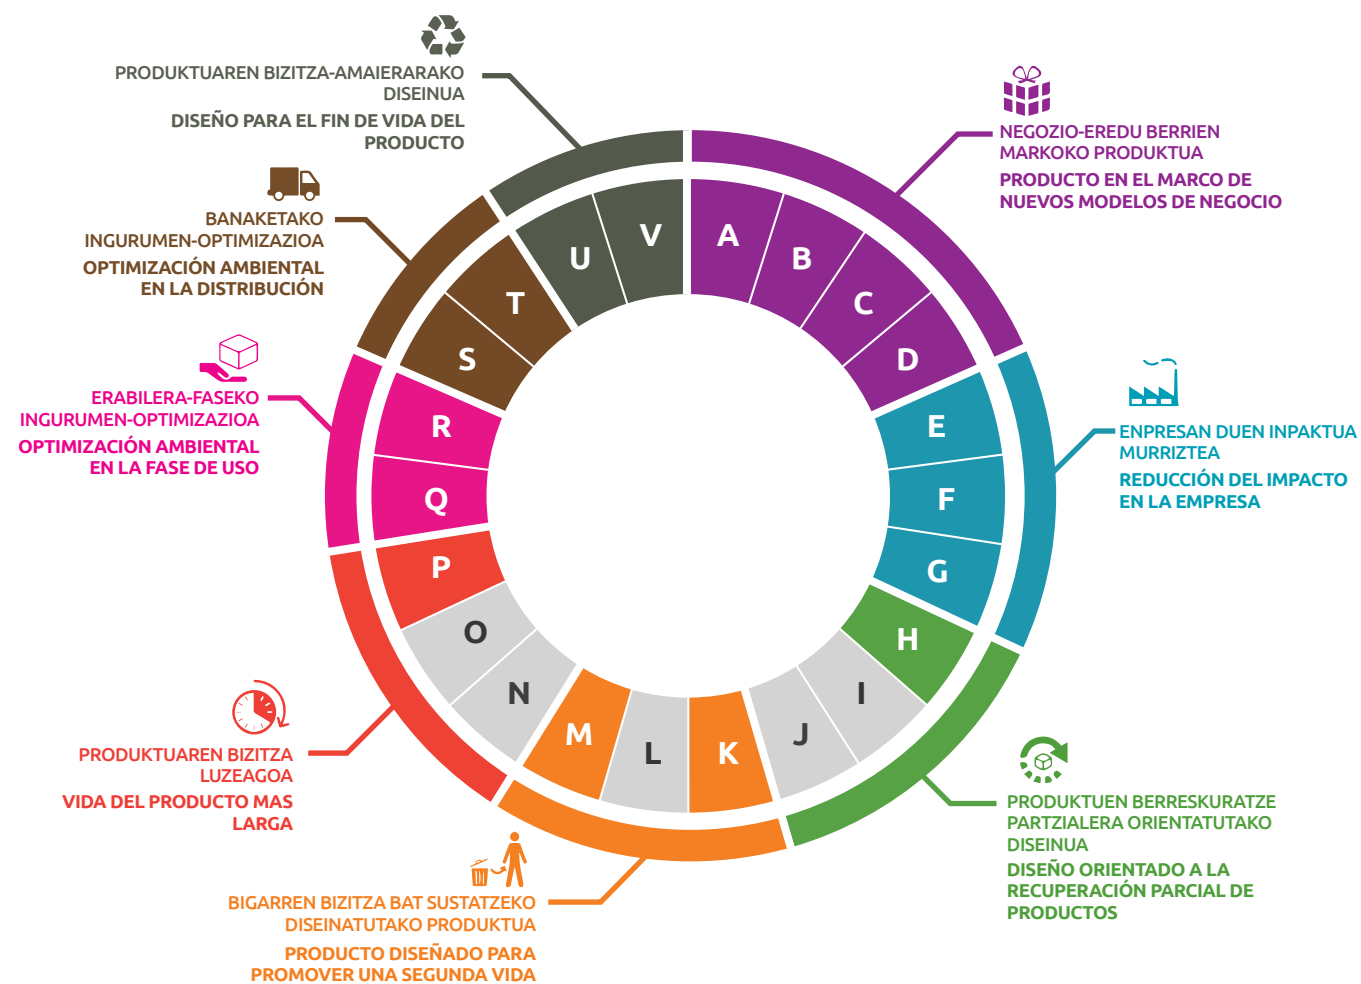 PRODUKTUAREN BIZITZA-AMAIERARAKO
DISEINUA
DISEÑO PARA EL FIN DE VIDA DEL
PRODUCTO
NEGOZIO-EREDU BERRIEN
MARKOKO PRODUKTUA
PRODUCTO EN EL MARCO DE
NUEVOS MODELOS DE NEGOCIO
BANAKETAKO
INGURUMEN-OPTIMIZAZIOA
OPTIMIZACIÓN AMBIENTAL
EN LA DISTRIBUCIÓN
ERABILERA-FASEKO
INGURUMEN-OPTIMIZAZIOA
OPTIMIZACIÓN AMBIENTAL
EN LA FASE DE USO
ENPRESAN DUEN INPAKTUA
MURRIZTEA
REDUCCIÓN DEL IMPACTO
EN LA EMPRESA
A
B
C
D
E
F
G
H
I
J
K
L
M
N
O
P
Q
R
S
T
U
V
PRODUKTUAREN BIZITZA
LUZEAGOA
VIDA DEL PRODUCTO MAS
LARGA
PRODUKTUEN BERRESKURATZE
PARTZIALERA ORIENTATUTAKO
DISEINUA
DISEÑO ORIENTADO A LA
RECUPERACIÓN PARCIAL DE
PRODUCTOS
BIGARREN BIZITZA BAT SUSTATZEKO
DISEINATUTAKO PRODUKTUA
PRODUCTO DISEÑADO PARA
PROMOVER UNA SEGUNDA VIDA